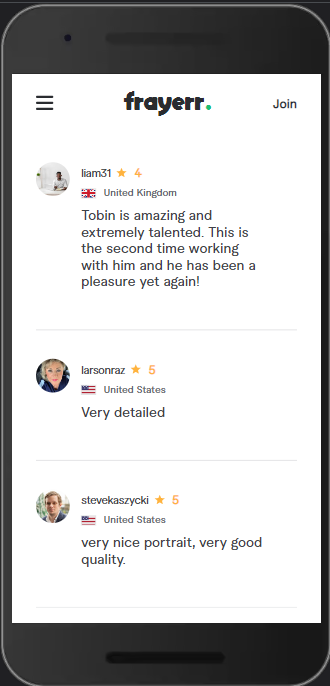 frayerr.
Join
liam31 4
United Kingdom
Tobin is amazing and
extremely talented. This is
the second time working
with him and he has been a
pleasure yet again!
larsonraz 5
United States
Very detailed
stevekaszycki 5
United States
very nice portrait, very good
quality.